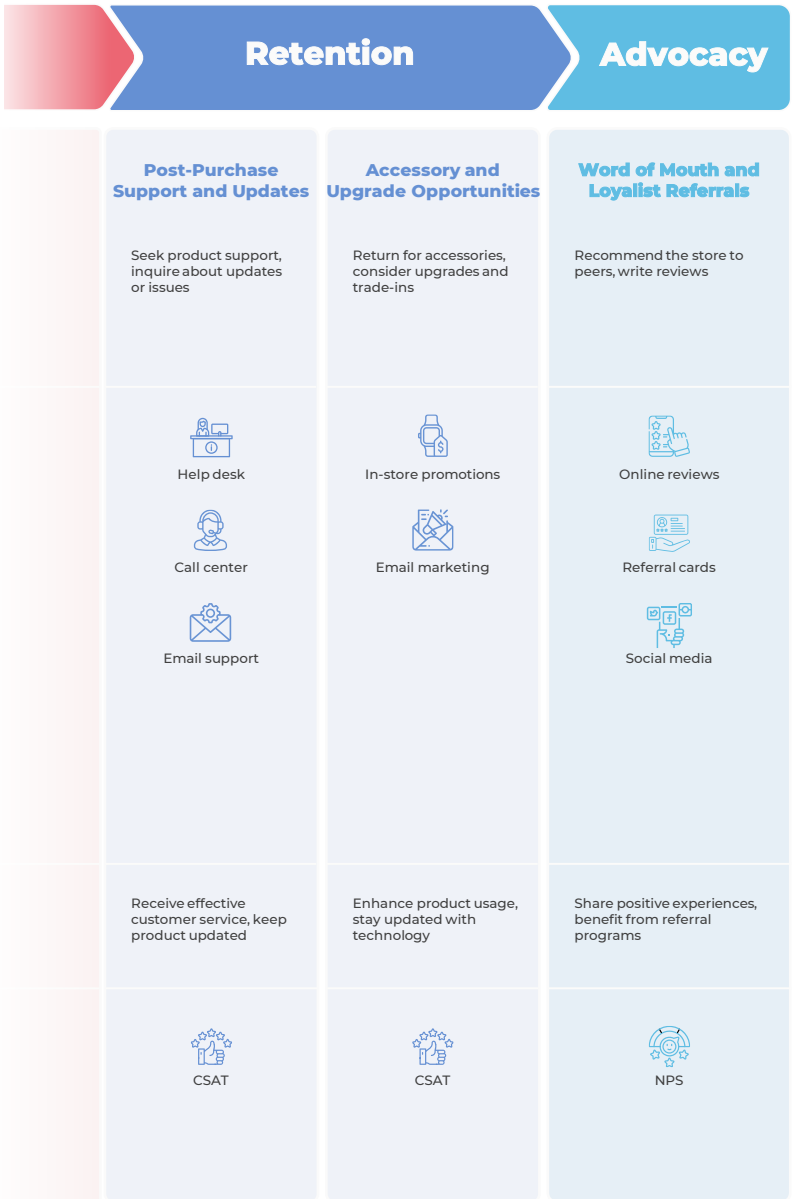 Retention
Advocacy
Post-Purchase
Support and Updates
Accessory and
Upgrade Opportunities
Word of Mouth and
Loyalist Referrals
Seek product support,
inquire about updates
or issues
Return for accessories,
consider upgrades and
trade-ins
Recommend the store to
peers, write reviews
Help desk
In-store promotions
Online reviews
Call center
Email marketing
Referral cards
Email support
Social media
Receive effective
customer service, keep
product updated
Enhance product usage,
stay updated with
technology
Share positive experiences,
benefit from referral
programs
CSAT
CSAT
NPS